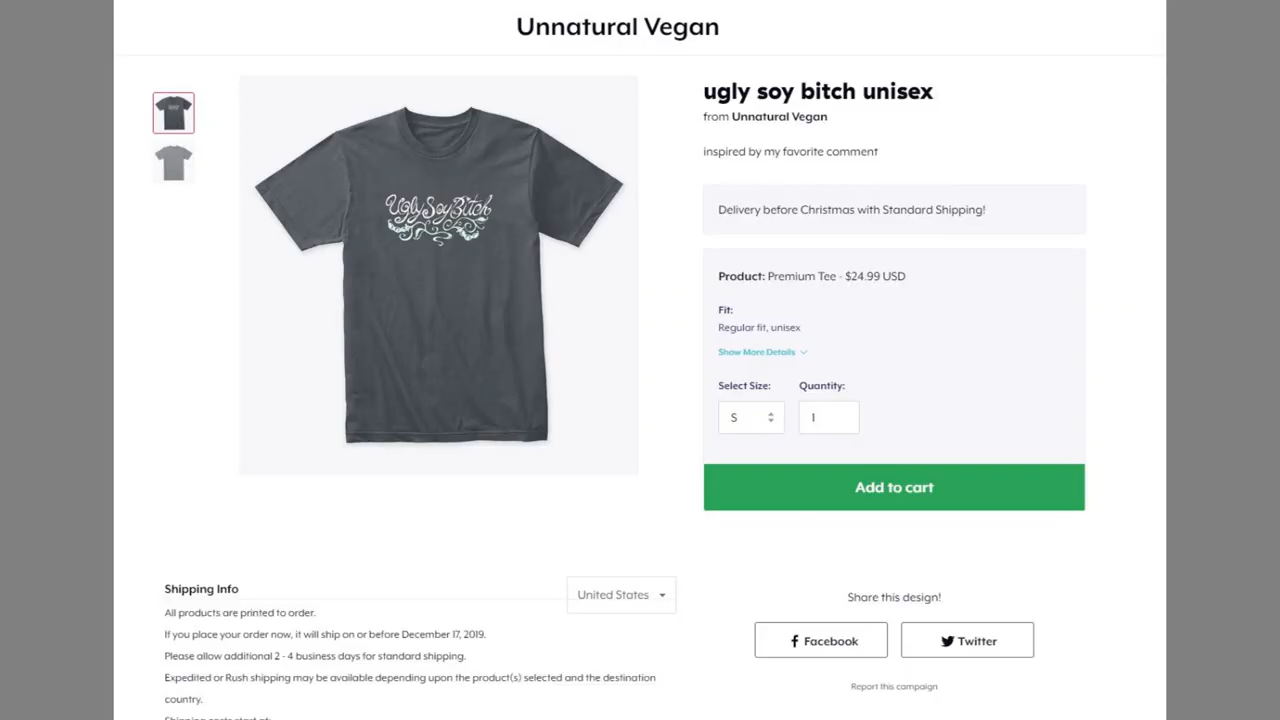 Unnatural Vegan
Ugly Soy Bitch
ugly soy bitch unisex
from Unnatural Vegan
inspired by my favorite comment
Delivery before Christmas with Standard Shipping!
Product: Premium Tee - $24.99 USD
Fit:
Regular fit, unisex
Show More Details
Select Size: Quantity:
S 1
Add to cart
Shipping Info
United States
All products are printed to order.
If you place your order now, it will ship on or before December 17, 2019.
Please allow additional 2 - 4 business days for standard shipping.
Expedited or Rush shipping may be available depending upon the product(s) selected and the destination
country.
Shipping costs start at:
Share this design!
Facebook Twitter
Report this campaign